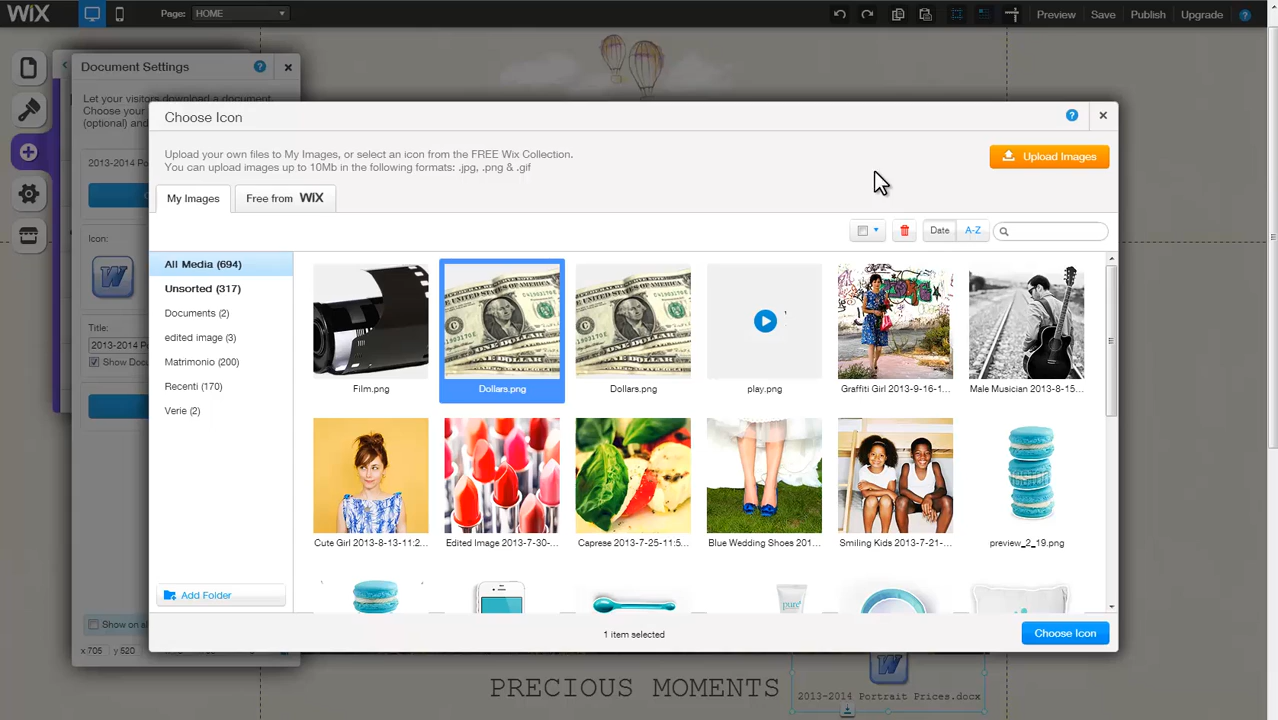 WiX
Page:
HOME
Preview
Save
Publish
Upgrade
?
Document Settings
?
Let your visitors download a document.
Choose your
(optional) and
2013-2014 Po
Icon:
W
Title:
2013-2014 Port
Show Docu
Show on all
x 705 y 520
Choose Icon
?
Upload your own files to My Images, or select an icon from the FREE Wix Collection.
You can upload images up to 10Mb in the following formats: .jpg, .png & .gif
Upload Images
My Images
Free from WiX
Date
A-Z
All Media (694)
Unsorted (317)
Documents (2)
edited image (3)
Matrimonio (200)
Recenti (170)
Verie (2)
Add Folder
Film.png
Dollars.png
Dollars.png
play.png
Graffiti Girl 2013-9-16-1...
Male Musician 2013-8-15...
Cute Girl 2013-8-13-11:2...
Edited Image 2013-7-30-...
Caprese 2013-7-25-11:5...
Blue Wedding Shoes 201...
Smiling Kids 2013-7-21-...
preview_2_19.png
pure
1 item selected
Choose Icon
PRECIOUS MOMENTS
W
2013-2014 Portrait Prices.docx